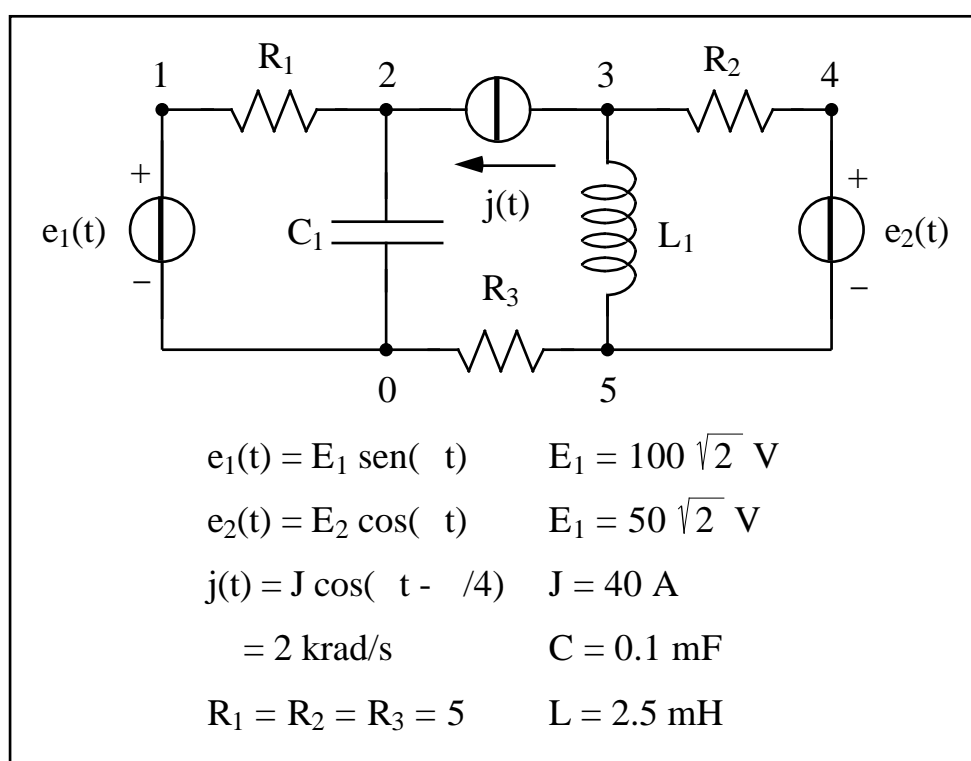 1 R₁ 2 3 R₂ 4
+ +
e₁(t) C₁ j(t) L₁ e₂(t)
− R₃ −
0 5
e₁(t) = E₁ sen( t) E₁ = 100 √2 V
e₂(t) = E₂ cos( t) E₁ = 50 √2 V
j(t) = J cos( t - /4) J = 40 A
= 2 krad/s C = 0.1 mF
R₁ = R₂ = R₃ = 5 L = 2.5 mH